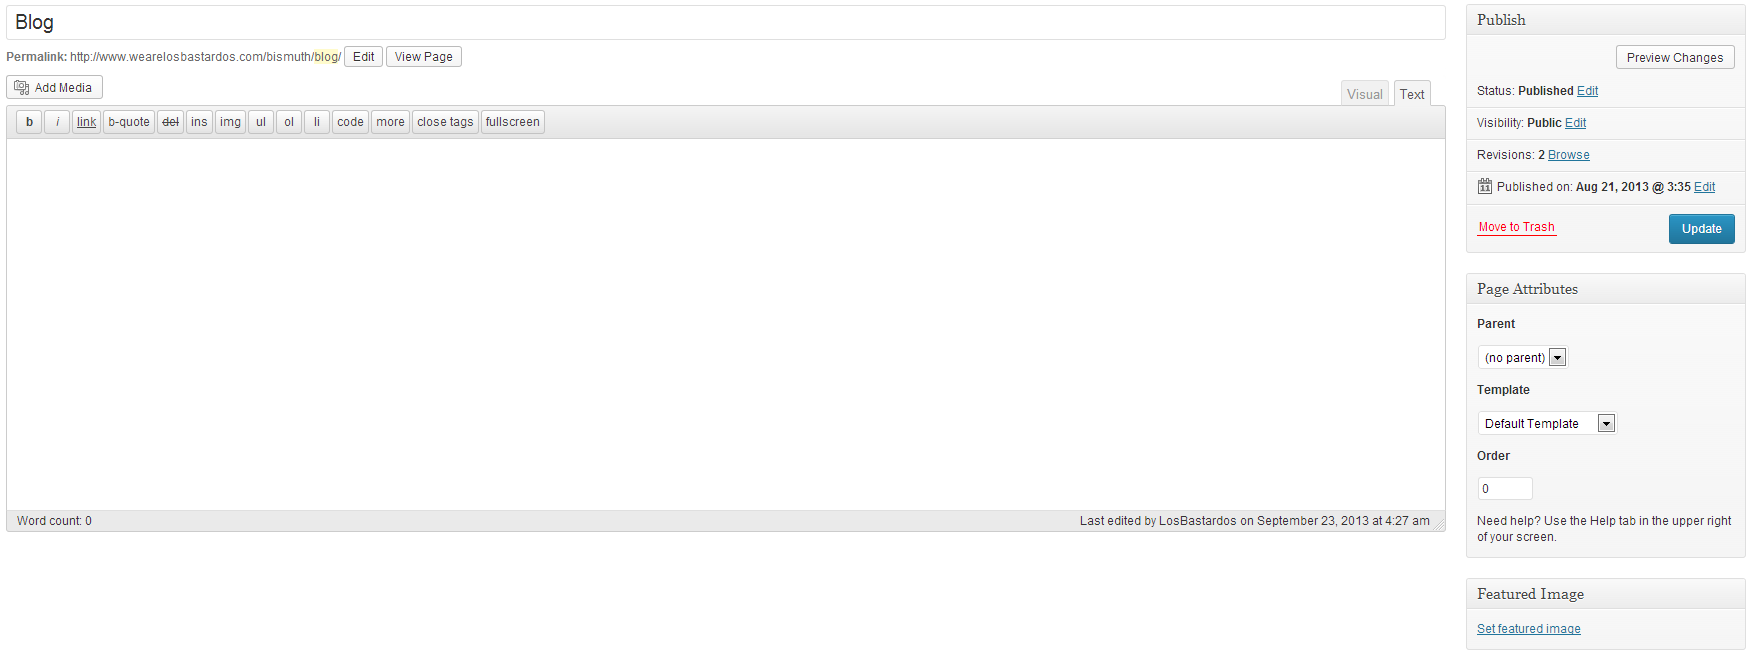 Blog
Permalink: http://www.wearelosbastardos.com/bismuth/blog/ Edit View Page
Add Media
Visual Text
b i link b-quote del ins img ul ol li code more close tags fullscreen
Word count: 0
Last edited by LosBastardos on September 23, 2013 at 4:27 am
Publish
Preview Changes
Status: Published Edit
Visibility: Public Edit
Revisions: 2 Browse
11 Published on: Aug 21, 2013 @ 3:35 Edit
Move to Trash
Update
Page Attributes
Parent
(no parent)
Template
Default Template
Order
0
Need help? Use the Help tab in the upper right
of your screen.
Featured Image
Set featured image